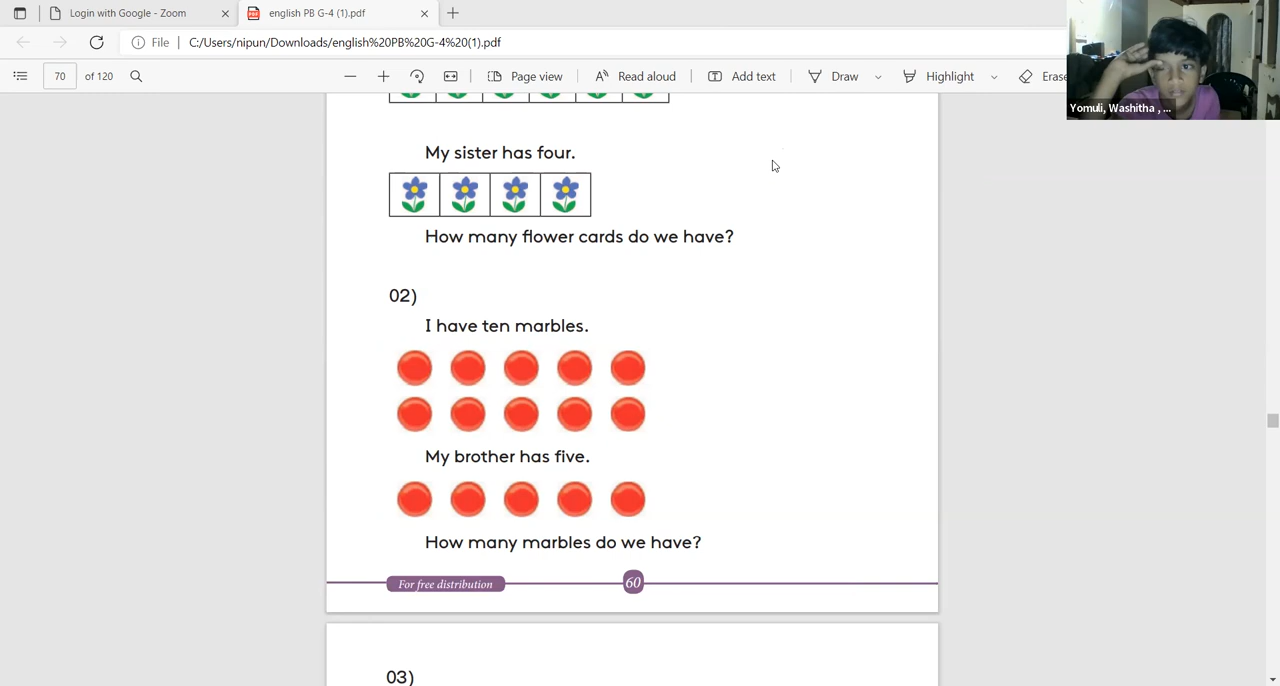 Login with Google - Zoom
english PB G-4 (1).pdf
File
C:/Users/nipun/Downloads/english%20PB%20G-4%20(1).pdf
70 of 120
Page view
Read aloud
Add text
Draw
Highlight
Erase
Yomuli, Washitha , ...
My sister has four.
How many flower cards do we have?
02)
I have ten marbles.
My brother has five.
How many marbles do we have?
For free distribution
60
03)